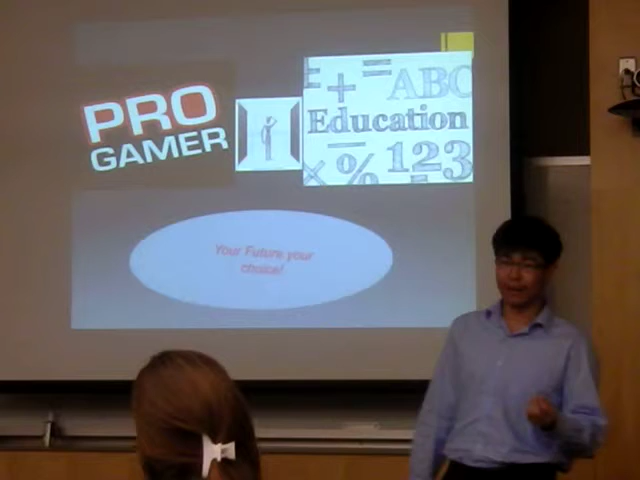 PRO
GAMER
+ = ABC
Education
× % 123
Your Future your
choice!